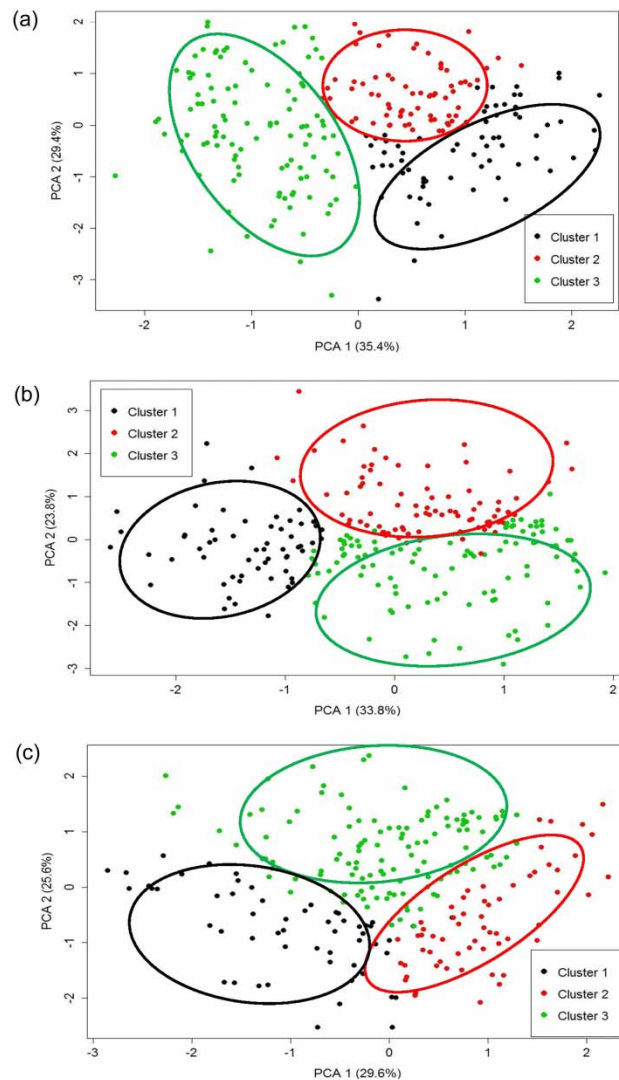 (a)
2
1
0
-1
-2
-3
PCA 2 (29.4%)
Cluster 1
Cluster 2
Cluster 3
-2
-1
0
1
2
PCA 1 (35.4%)
(b)
Cluster 1
Cluster 2
Cluster 3
3
2
1
0
-1
-2
-3
PCA 2 (23.8%)
-2
-1
0
1
2
PCA 1 (33.8%)
(c)
2
1
0
-1
-2
PCA 2 (25.6%)
Cluster 1
Cluster 2
Cluster 3
-3
-2
-1
0
1
2
PCA 1 (29.6%)